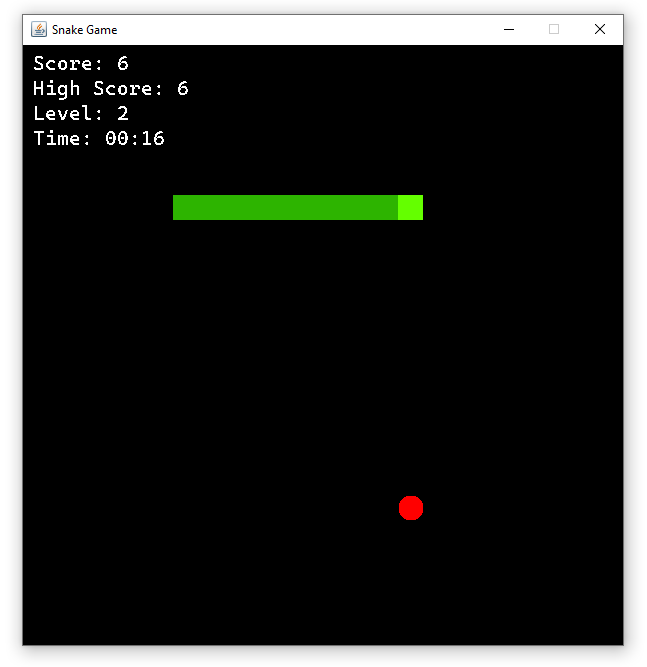 Snake Game
Score: 6
High Score: 6
Level: 2
Time: 00:16